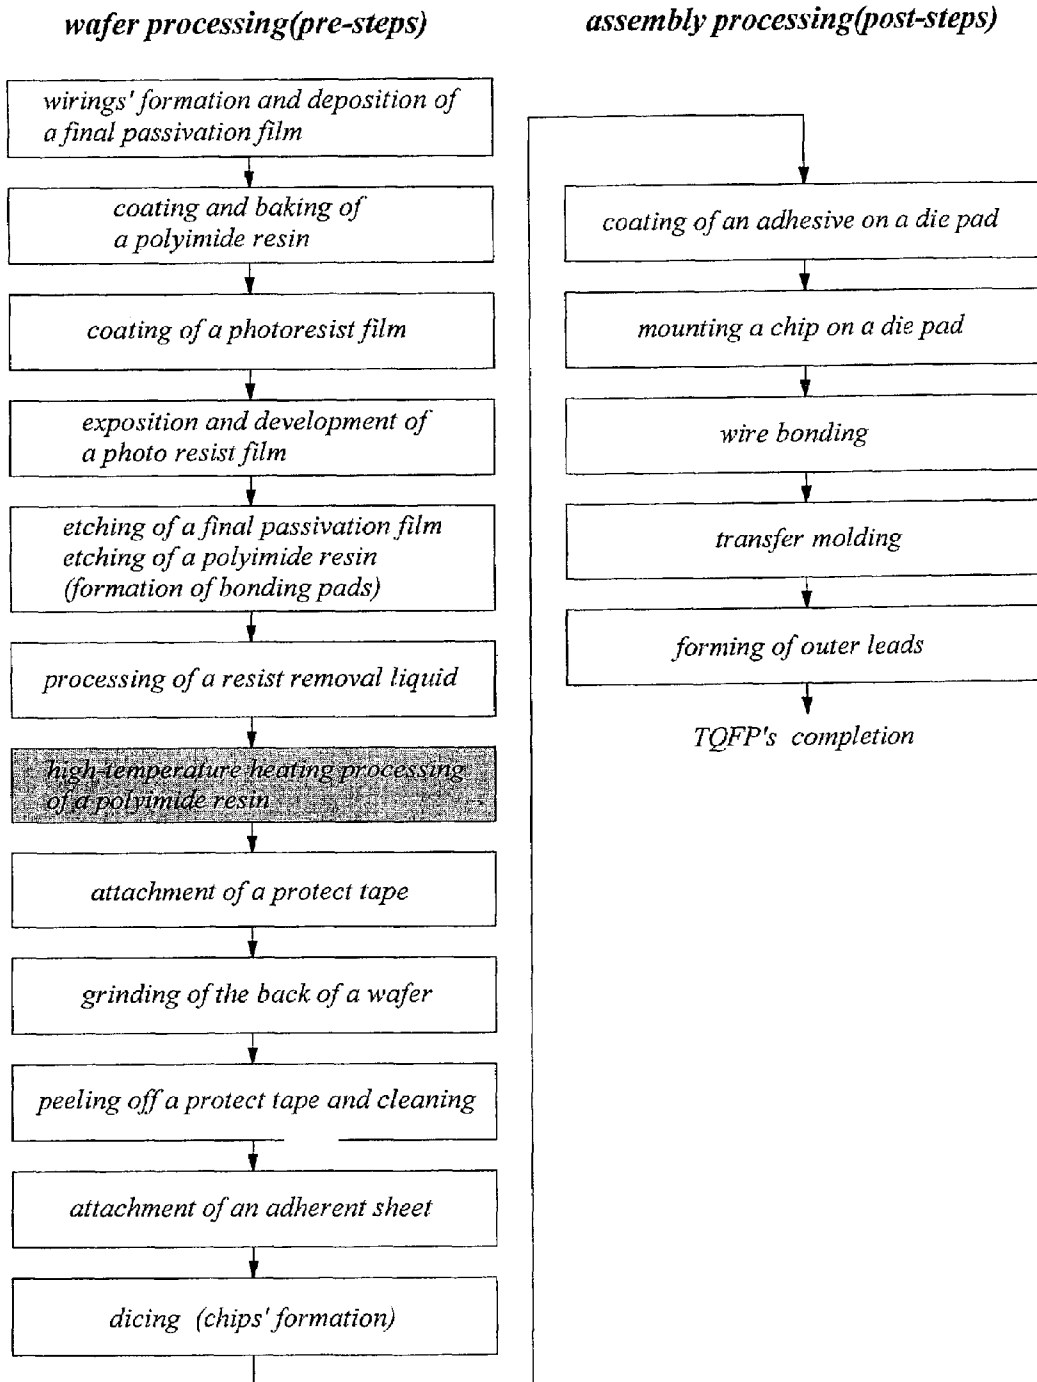 wafer processing(pre-steps)
wirings' formation and deposition of
a final passivation film
coating and baking of
a polyimide resin
coating of a photoresist film
exposition and development of
a photo resist film
etching of a final passivation film
etching of a polyimide resin
(formation of bonding pads)
processing of a resist removal liquid
high-temperature heating processing
of a polyimide resin
attachment of a protect tape
grinding of the back of a wafer
peeling off a protect tape and cleaning
attachment of an adherent sheet
dicing (chips' formation)
assembly processing(post-steps)
coating of an adhesive on a die pad
mounting a chip on a die pad
wire bonding
transfer molding
forming of outer leads
TQFP's completion